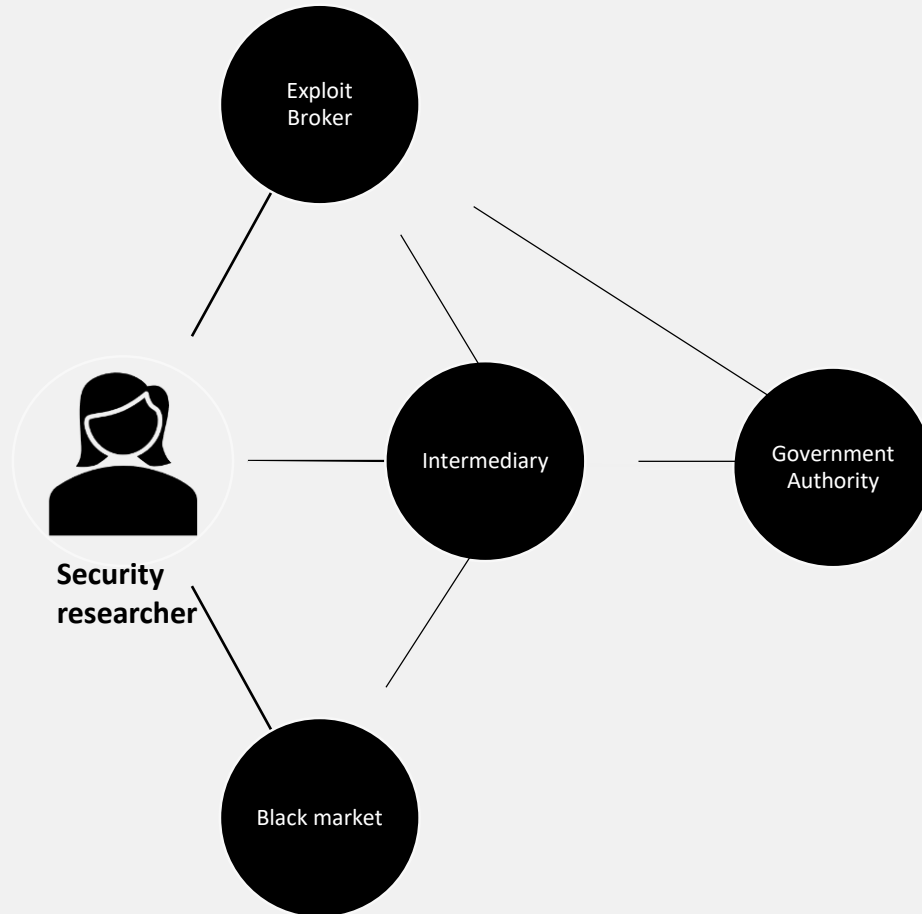 Exploit
Broker
Intermediary
Government
Authority
Security
researcher
Black market